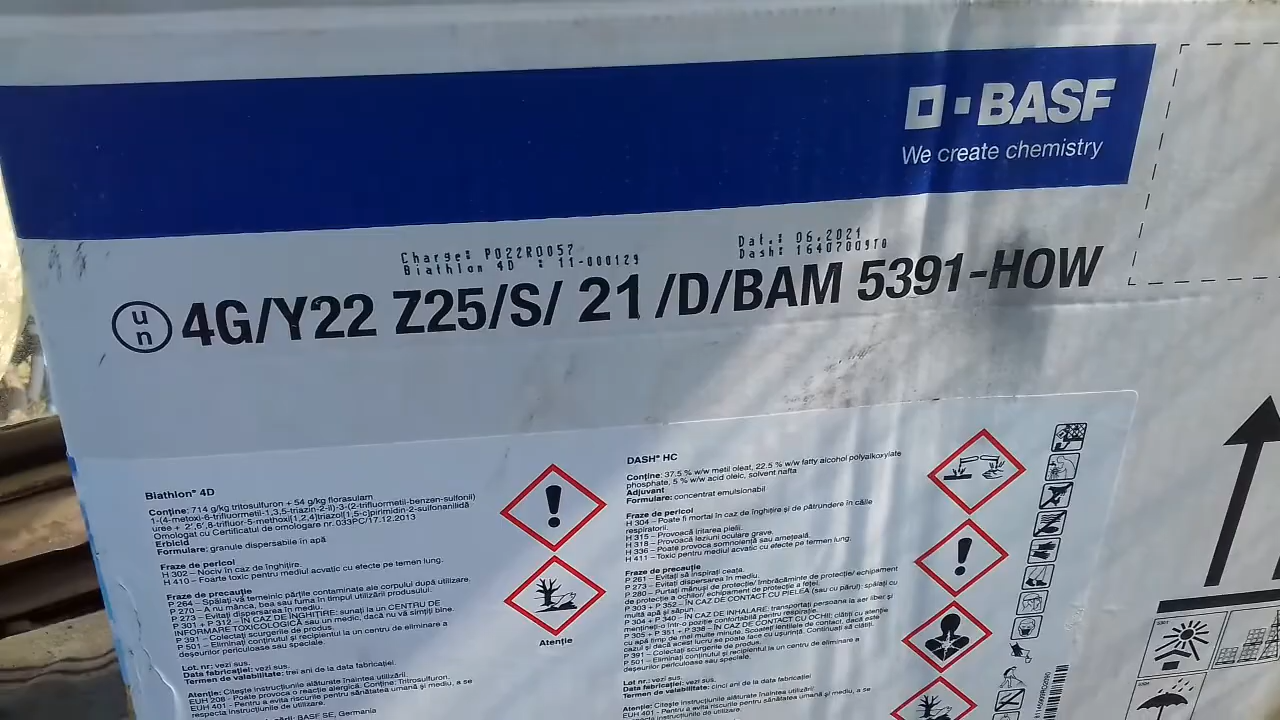 BASF
We create chemistry
Charge: P022R0057
Biathlon 4D : 11-000129
Dat.: 06.2021
Dash: 16407009T0
un 4G/Y22 Z25/S/ 21 /D/BAM 5391-HOW
Biathlon® 4D
Conține: 714 g/kg tritosulfuron + 54 g/kg florasulam
1-(4-metoxi-6-trifluormetil-1,3,5-triazin-2-il)-3-(2-trifluormetil-benzen-sulfonil)
uree + 2',6',8-trifluor-5-methoxi[1,2,4]triazol[1,5-c]pirimidin-2-sulfonanilidă
Omologat cu Certificatul de omologare nr. 033PC/17.12.2013
Erbicid
Formulare: granule dispersabile în apă
Fraze de pericol
H 302 – Nociv în caz de înghițire.
H 410 – Foarte toxic pentru mediul acvatic cu efecte pe termen lung.
Fraze de precauție
P 264 – Spălați-vă temeinic părțile contaminate ale corpului după utilizare.
P 270 – A nu mânca, bea sau fuma în timpul utilizării produsului.
P 273 – Evitați dispersarea în mediu.
P 301 + P 312 – ÎN CAZ DE ÎNGHIȚIRE: sunați la un CENTRU DE
INFORMARE TOXICOLOGICĂ sau un medic, dacă nu vă simțiți bine.
P 391 – Colectați scurgerile de produs.
P 501 – Eliminați conținutul și recipientul la un centru de eliminare a
deșeurilor periculoase sau speciale.
Lot. nr.: vezi sus.
Data fabricației: vezi sus.
Termen de valabilitate: trei ani de la data fabricației.
Atenție: Citește instrucțiunile alăturate înaintea utilizării.
EUH 208 - Poate provoca o reacție alergică. Conține: Tritosulfuron.
EUH 401 - Pentru a evita riscurile pentru sănătatea umană și mediu, a se
respecta instrucțiunile de utilizare.
BASF SE, Germania
Atenție
DASH® HC
Conține: 37,5 % w/w metil oleat, 22,5 % w/w fatty alcohol polyalkoxylate
phosphate, 5 % w/w acid oleic, solvent nafta
Adjuvant
Formulare: concentrat emulsionabil
Fraze de pericol
H 304 – Poate fi mortal în caz de înghițire și de pătrundere în căile
respiratorii.
H 315 – Provoacă iritarea pielii.
H 318 – Provoacă leziuni oculare grave.
H 336 – Poate provoca somnolență sau amețeală.
H 411 – Toxic pentru mediul acvatic cu efecte pe termen lung.
Fraze de precauție
P 261 – Evitați să inspirați ceața.
P 273 – Evitați dispersarea în mediu.
P 280 – Purtați mănuși de protecție/ îmbrăcăminte de protecție/ echipament
de protecție a ochilor/ echipament de protecție a feței.
P 303 + P 352 – ÎN CAZ DE CONTACT CU PIELEA (sau cu părul): spălați cu
multă apă și săpun.
P 304 + P 340 – ÎN CAZ DE INHALARE: transportați persoana la aer liber și
mențineți-o într-o poziție confortabilă pentru respirație.
P 305 + P 351 + P 338 – ÎN CAZ DE CONTACT CU OCHII: clătiți cu atenție
cu apă timp de mai multe minute. Scoateți lentilele de contact, dacă este
cazul și dacă acest lucru se poate face cu ușurință. Continuați să clătiți.
P 391 – Colectați scurgerile de produs.
P 501 – Eliminați conținutul și recipientul la un centru de eliminare a
deșeurilor periculoase sau speciale.
Lot nr.: vezi sus.
Data fabricației: vezi sus.
Termen de valabilitate: cinci ani de la data fabricației.
Atenție: Citește instrucțiunile alăturate înaintea utilizării.
EUH 401 - Pentru a evita riscurile pentru sănătatea umană și mediu, a